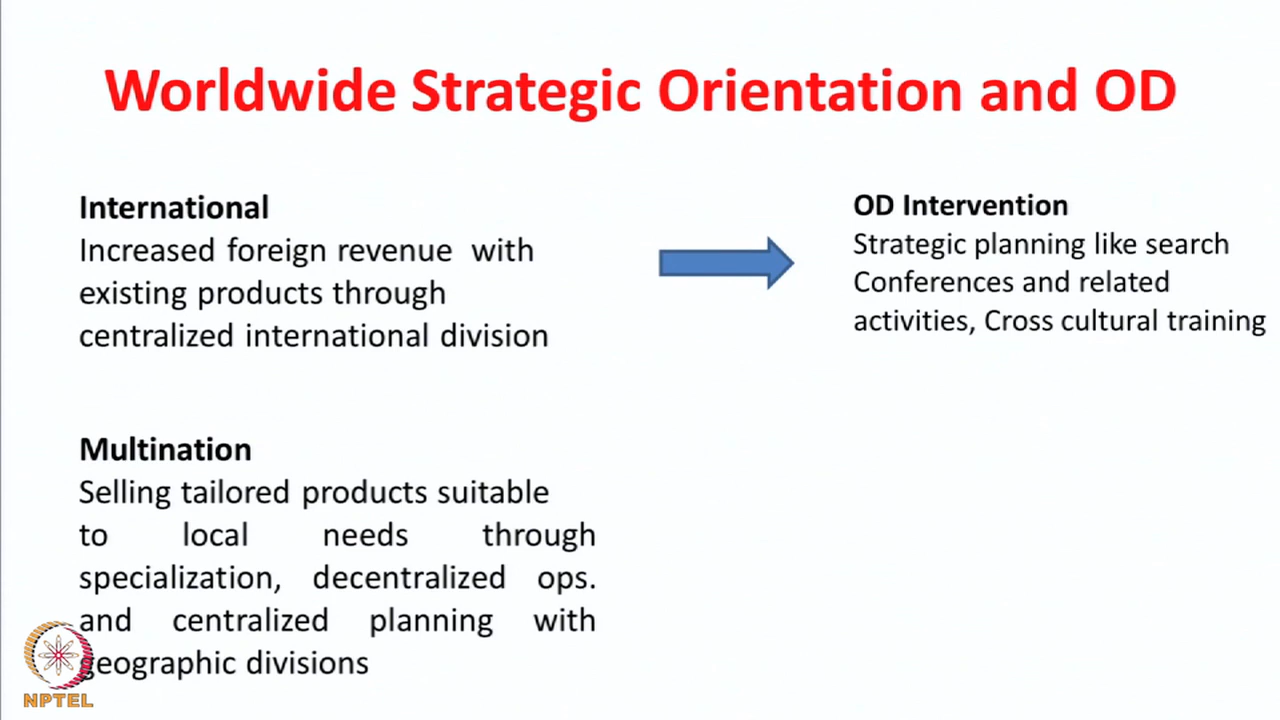 Worldwide Strategic Orientation and OD
International
Increased foreign revenue with
existing products through
centralized international division
OD Intervention
Strategic planning like search
Conferences and related
activities, Cross cultural training
Multination
Selling tailored products suitable
to local needs through
specialization, decentralized ops.
and centralized planning with
geographic divisions
NPTEL